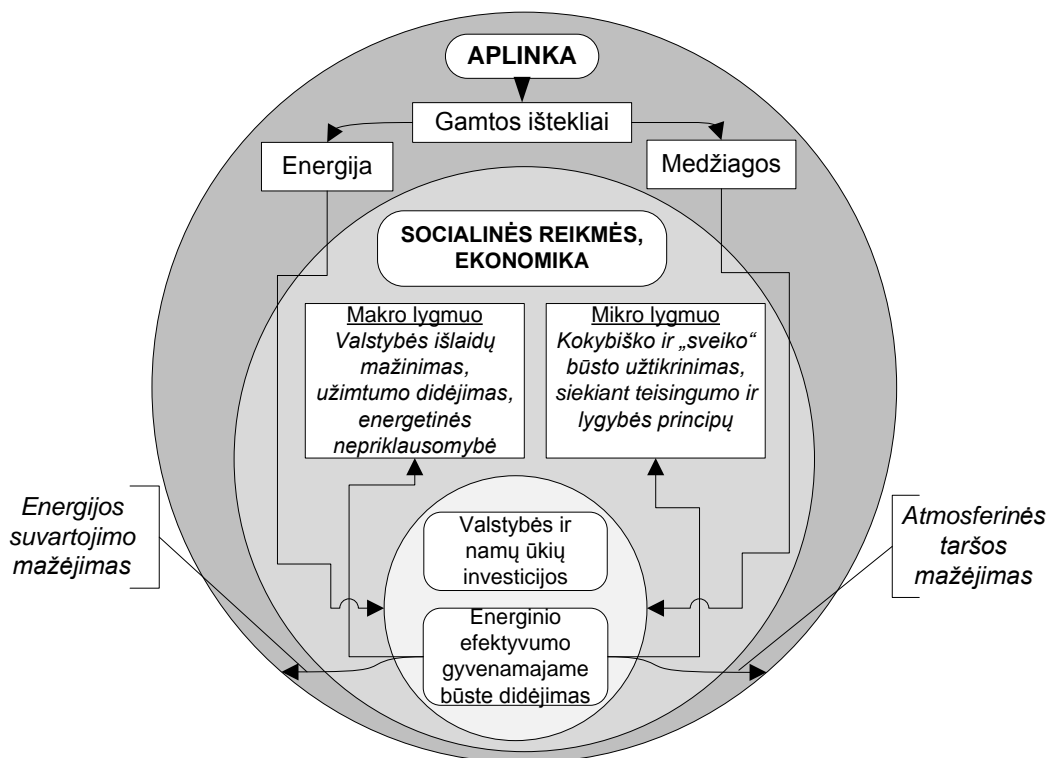 APLINKA
Gamtos ištekliai
Energija
Medžiagos
SOCIALINĖS REIKMĖS,
EKONOMIKA
Makro lygmuo
Valstybės išlaidų
mažinimas,
užimtumo didėjimas,
energetinės
nepriklausomybė
Mikro lygmuo
Kokybiško ir „sveiko“
būsto užtikrinimas,
siekiant teisingumo ir
lygybės principų
Energijos
suvartojimo
mažėjimas
Valstybės ir
namų ūkių
investicijos
Atmosferinės
taršos
mažėjimas
Energinio
efektyvumo
gyvenamajame
būste didėjimas